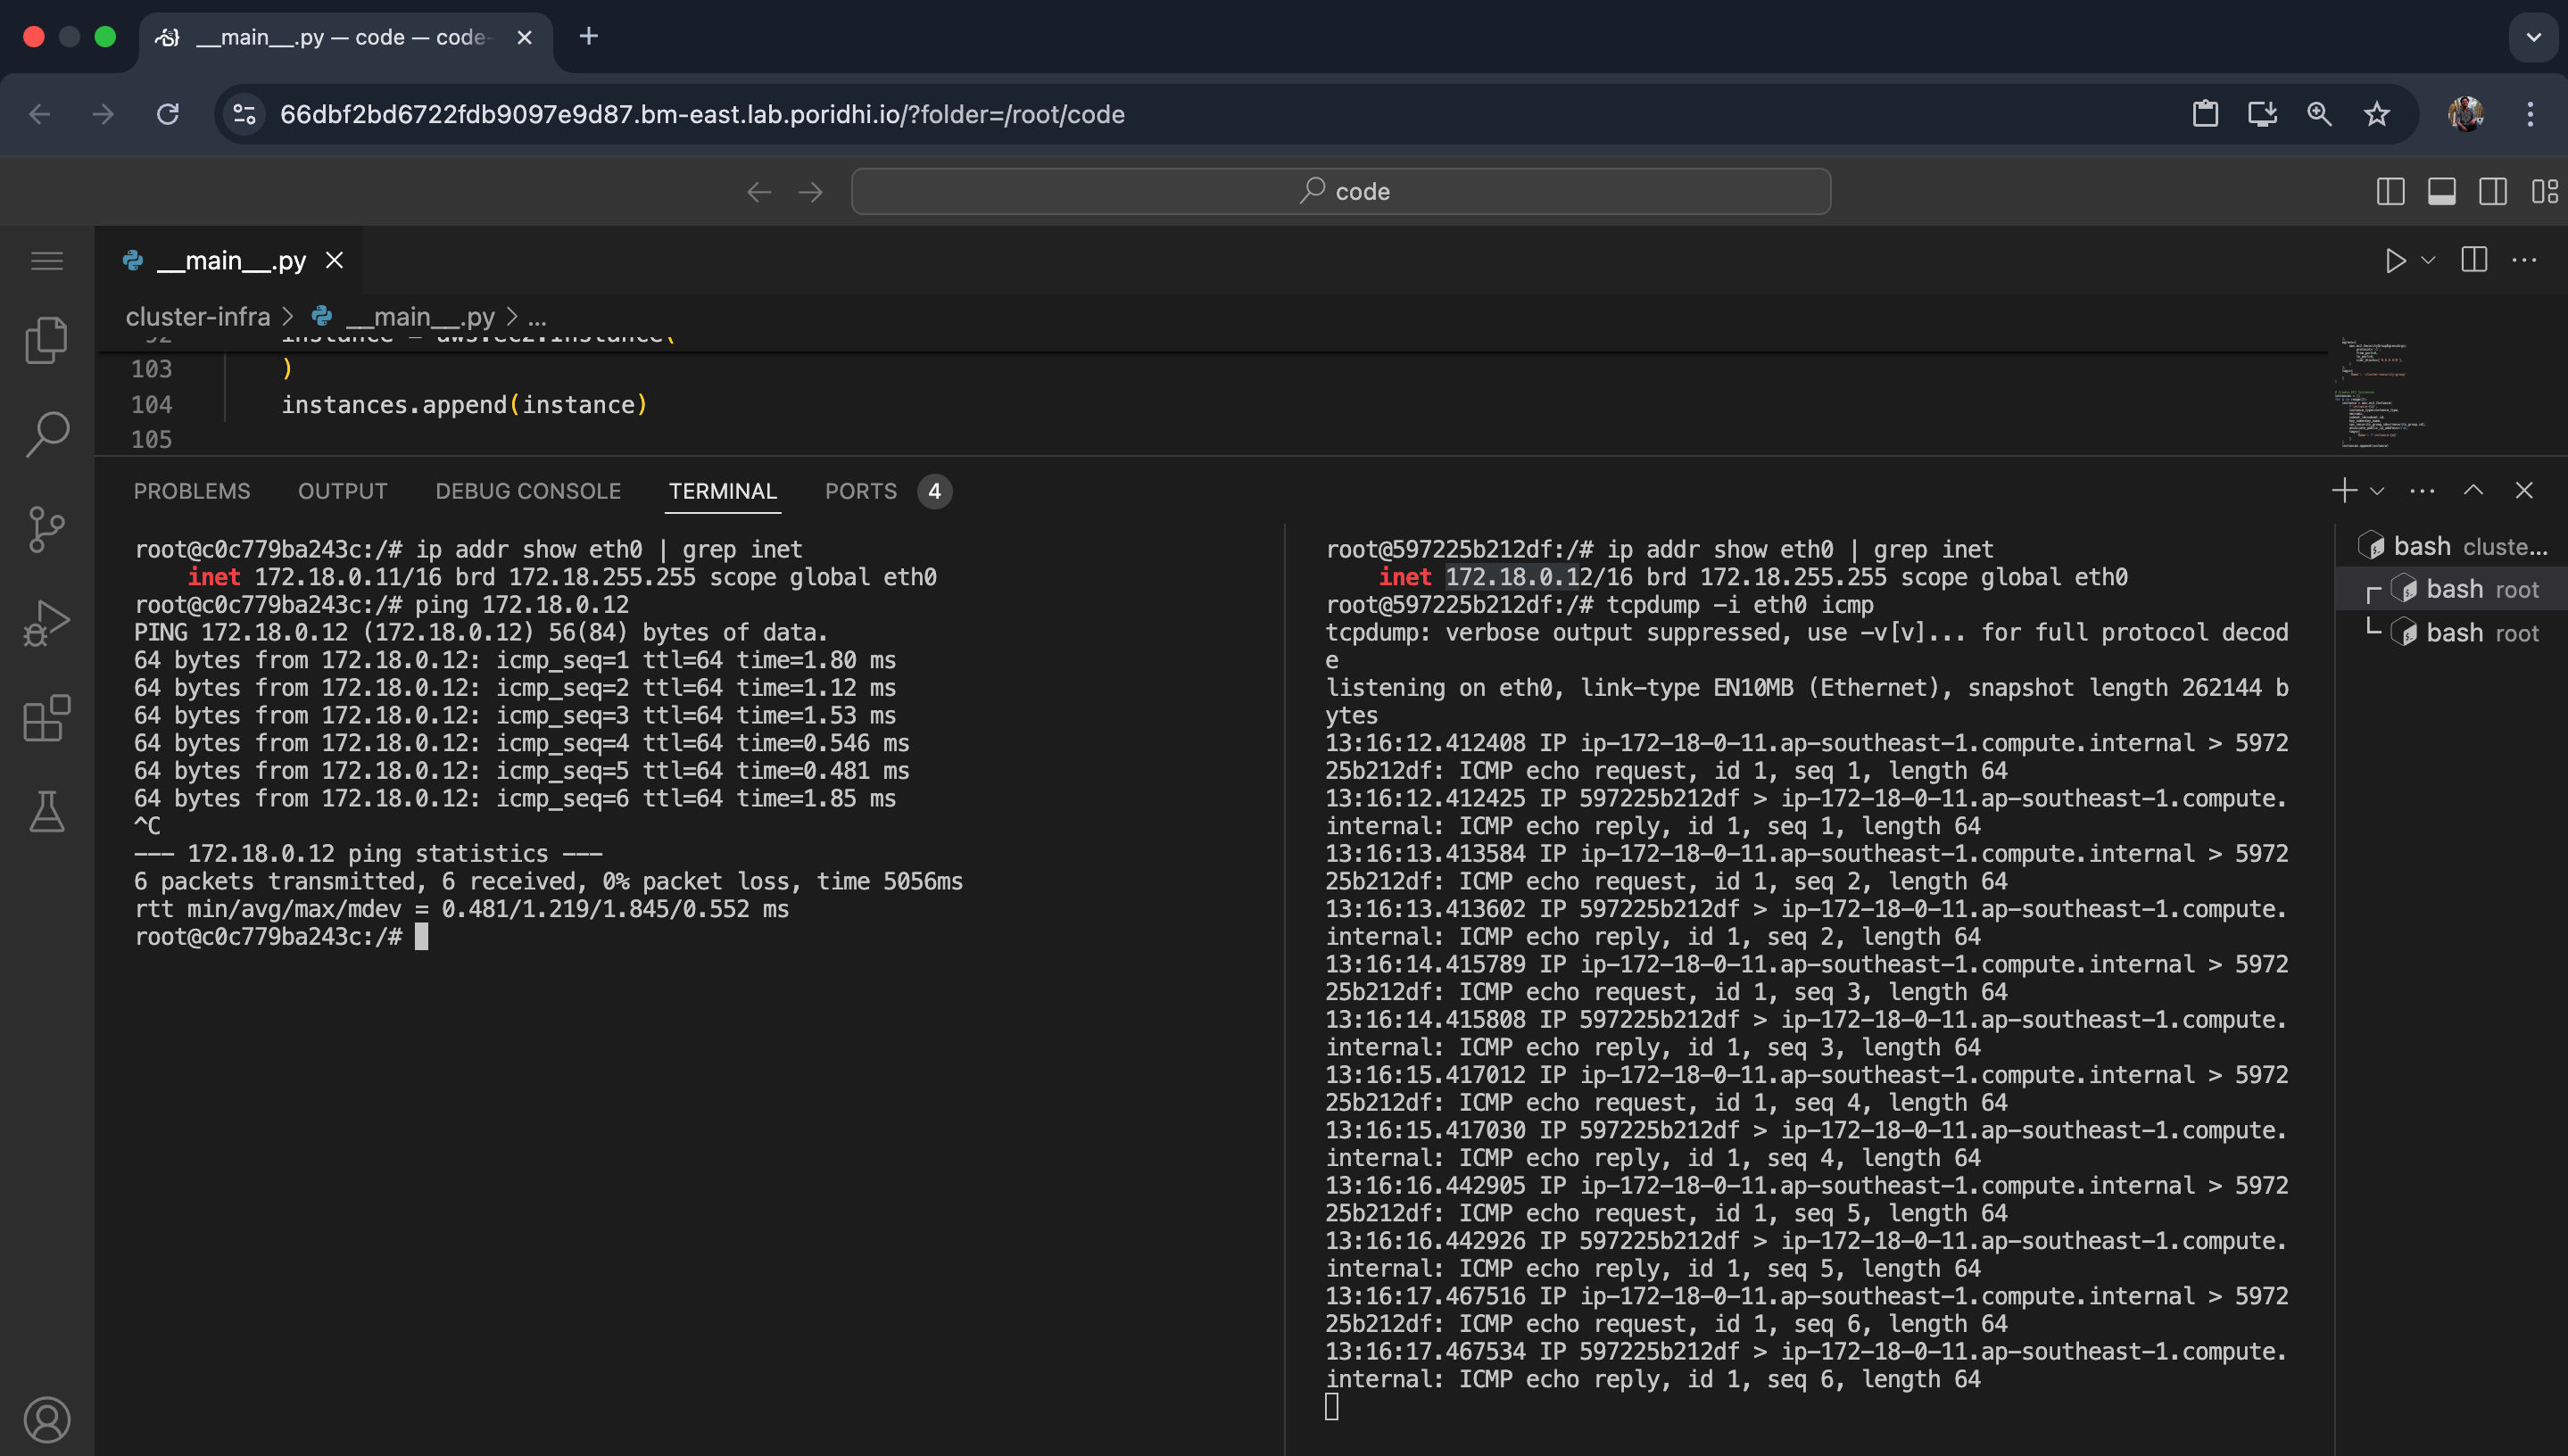 __main__.py — code — code-
66dbf2bd6722fdb9097e9d87.bm-east.lab.poridhi.io/?folder=/root/code
code
__main__.py
cluster-infra > __main__.py > ...
103 )
104 instances.append(instance)
105
PROBLEMS OUTPUT DEBUG CONSOLE TERMINAL PORTS 4
root@c0c779ba243c:/# ip addr show eth0 | grep inet
inet 172.18.0.11/16 brd 172.18.255.255 scope global eth0
root@c0c779ba243c:/# ping 172.18.0.12
PING 172.18.0.12 (172.18.0.12) 56(84) bytes of data.
64 bytes from 172.18.0.12: icmp_seq=1 ttl=64 time=1.80 ms
64 bytes from 172.18.0.12: icmp_seq=2 ttl=64 time=1.12 ms
64 bytes from 172.18.0.12: icmp_seq=3 ttl=64 time=1.53 ms
64 bytes from 172.18.0.12: icmp_seq=4 ttl=64 time=0.546 ms
64 bytes from 172.18.0.12: icmp_seq=5 ttl=64 time=0.481 ms
64 bytes from 172.18.0.12: icmp_seq=6 ttl=64 time=1.85 ms
^C
--- 172.18.0.12 ping statistics ---
6 packets transmitted, 6 received, 0% packet loss, time 5056ms
rtt min/avg/max/mdev = 0.481/1.219/1.845/0.552 ms
root@c0c779ba243c:/#
root@597225b212df:/# ip addr show eth0 | grep inet
inet 172.18.0.12/16 brd 172.18.255.255 scope global eth0
root@597225b212df:/# tcpdump -i eth0 icmp
tcpdump: verbose output suppressed, use -v[v]... for full protocol decod
e
listening on eth0, link-type EN10MB (Ethernet), snapshot length 262144 b
ytes
13:16:12.412408 IP ip-172-18-0-11.ap-southeast-1.compute.internal > 5972
25b212df: ICMP echo request, id 1, seq 1, length 64
13:16:12.412425 IP 597225b212df > ip-172-18-0-11.ap-southeast-1.compute.
internal: ICMP echo reply, id 1, seq 1, length 64
13:16:13.413584 IP ip-172-18-0-11.ap-southeast-1.compute.internal > 5972
25b212df: ICMP echo request, id 1, seq 2, length 64
13:16:13.413602 IP 597225b212df > ip-172-18-0-11.ap-southeast-1.compute.
internal: ICMP echo reply, id 1, seq 2, length 64
13:16:14.415789 IP ip-172-18-0-11.ap-southeast-1.compute.internal > 5972
25b212df: ICMP echo request, id 1, seq 3, length 64
13:16:14.415808 IP 597225b212df > ip-172-18-0-11.ap-southeast-1.compute.
internal: ICMP echo reply, id 1, seq 3, length 64
13:16:15.417012 IP ip-172-18-0-11.ap-southeast-1.compute.internal > 5972
25b212df: ICMP echo request, id 1, seq 4, length 64
13:16:15.417030 IP 597225b212df > ip-172-18-0-11.ap-southeast-1.compute.
internal: ICMP echo reply, id 1, seq 4, length 64
13:16:16.442905 IP ip-172-18-0-11.ap-southeast-1.compute.internal > 5972
25b212df: ICMP echo request, id 1, seq 5, length 64
13:16:16.442926 IP 597225b212df > ip-172-18-0-11.ap-southeast-1.compute.
internal: ICMP echo reply, id 1, seq 5, length 64
13:16:17.467516 IP ip-172-18-0-11.ap-southeast-1.compute.internal > 5972
25b212df: ICMP echo request, id 1, seq 6, length 64
13:16:17.467534 IP 597225b212df > ip-172-18-0-11.ap-southeast-1.compute.
internal: ICMP echo reply, id 1, seq 6, length 64
bash cluste...
bash root
bash root